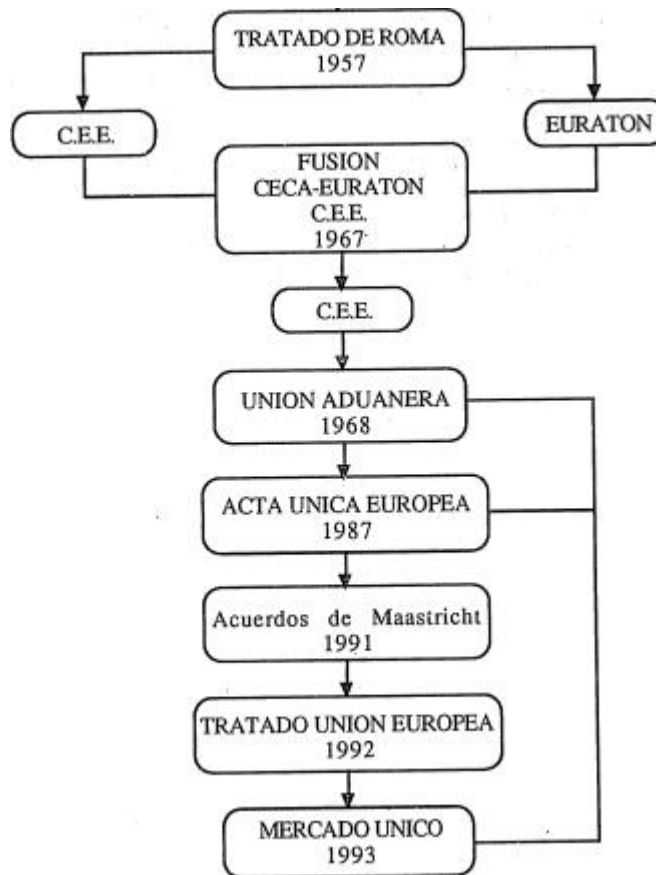 TRATADO DE ROMA
1957
C.E.E.
EURATON
FUSION
CECA-EURATON
C.E.E.
1967
C.E.E.
UNION ADUANERA
1968
ACTA UNICA EUROPEA
1987
Acuerdos de Maastricht
1991
TRATADO UNION EUROPEA
1992
MERCADO UNICO
1993